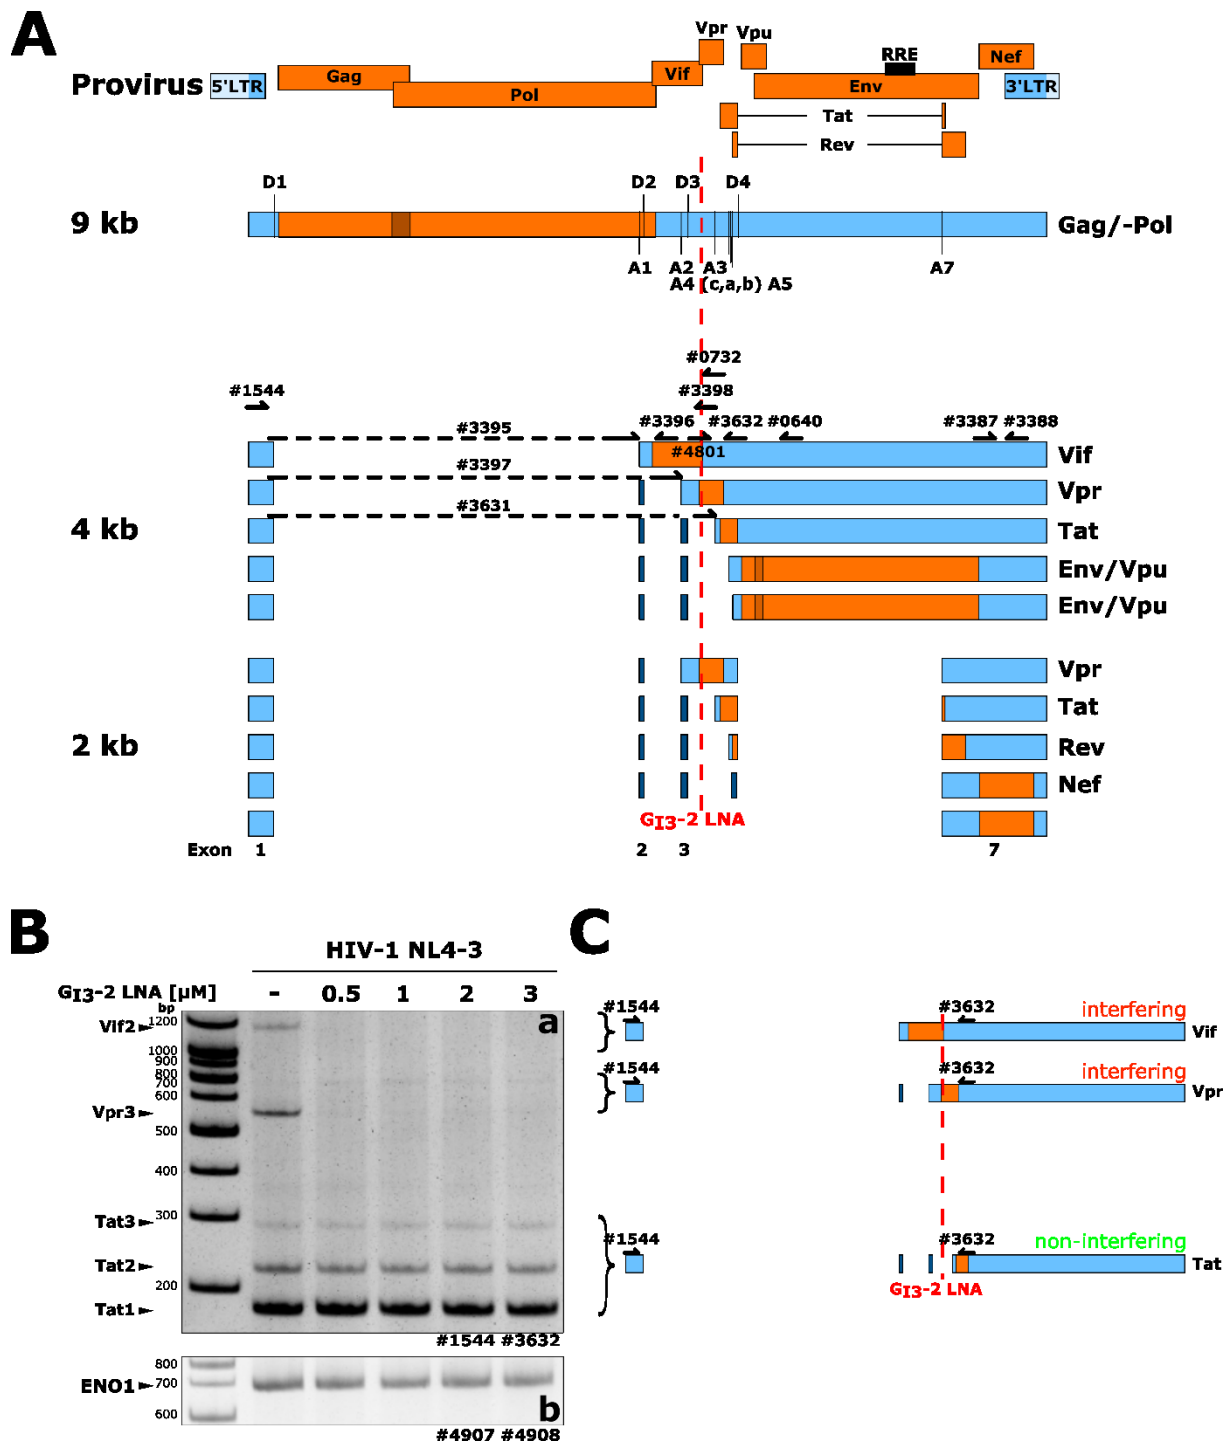 A
Vpr
Vpu
RRE
Nef
Provirus
5'LTR
Gag
Pol
Vif
Env
3'LTR
Tat
Rev
D1
D2
D3
D4
9 kb
Gag/-Pol
A1
A2
A3
A7
A4 (c,a,b) A5
#0732
#1544
#3398
#3395
#3396
#3632
#0640
#3387
#3388
#4801
Vif
#3397
Vpr
#3631
4 kb
Tat
Env/Vpu
Env/Vpu
Vpr
Tat
2 kb
Rev
Nef
GI3-2 LNA
Exon 1 2 3 7
B
HIV-1 NL4-3
GI3-2 LNA [µM] - 0.5 1 2 3
bp
a
Vif2
1200
1000
900
800
700
600
Vpr3
500
400
Tat3
300
Tat2
200
Tat1
#1544 #3632
800
ENO1
700
600
b
#4907 #4908
C
#1544
#3632
interfering
Vif
#1544
#3632
interfering
Vpr
#1544
#3632
non-interfering
Tat
GI3-2 LNA